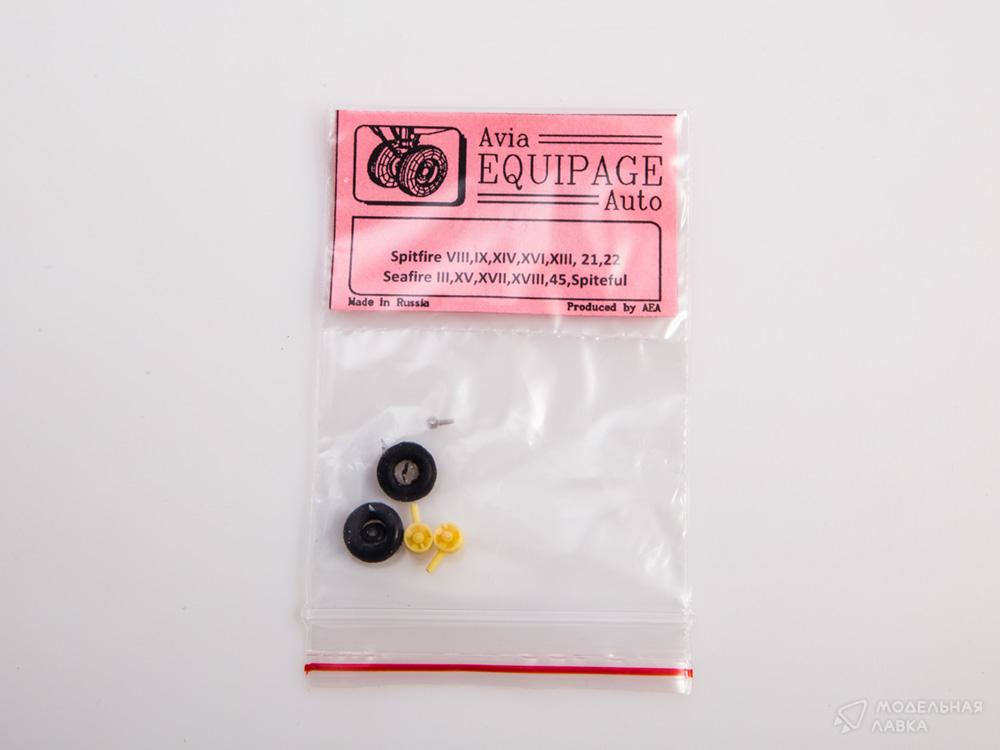 Avia
EQUIPAGE
Auto
Spitfire VIII,IX,XIV,XVI,XIII, 21,22
Seafire III,XV,XVII,XVIII,45,Spiteful
Made in Russia
Produced by AEA
МОДЕЛЬНАЯ
ЛАВКА